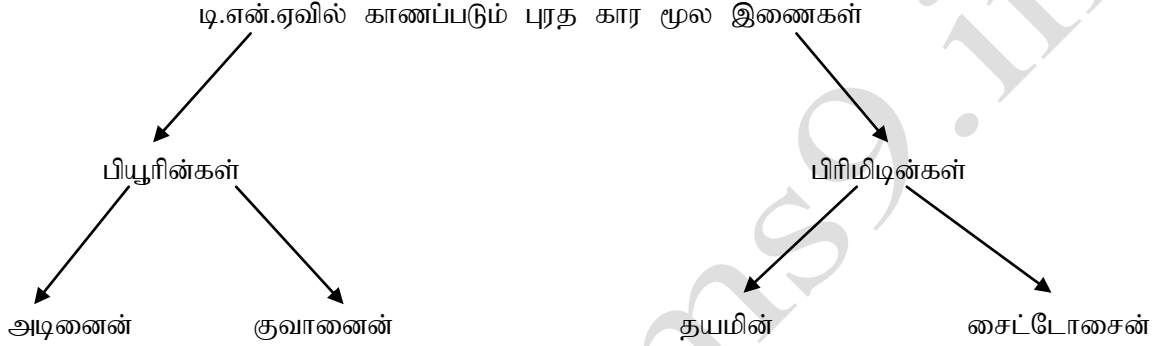 டி.என்.ஏவில் காணப்படும் புரத கார மூல இணைகள்
பியூரின்கள் பிரிமிடின்கள்
அடினைன் குவானைன் தயமின் சைட்டோசைன்